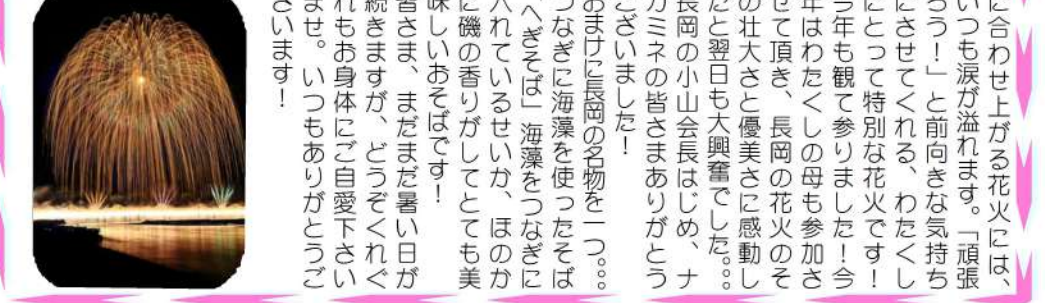 に合わせ上がる花火には、
いつも涙が溢れます。「頑張
ろう!」と前向きな気持ち
にさせてくれる、わたくし
にとって特別な花火です!
今年も観て参りました!今
年はわたくしの母も参加さ
せて頂き、長岡の花火のそ
の壮大さと優美さに感動し
たと翌日も大興奮でした。。。
長岡の小山会長はじめ、ナ
カミネの皆さまありがとう
ございました!
おまけに長岡の名物を一つ。。。
つなぎに海藻を使ったそば
「へぎそば」海藻をつなぎに
入れているせいか、ほのか
に磯の香りがしてとても美
味しいおそばです!
皆さま、まだまだ暑い日が
続きますが、どうぞくれぐ
れもお身体にご自愛下さい
ませ。いつもありがとうご
ざいます!